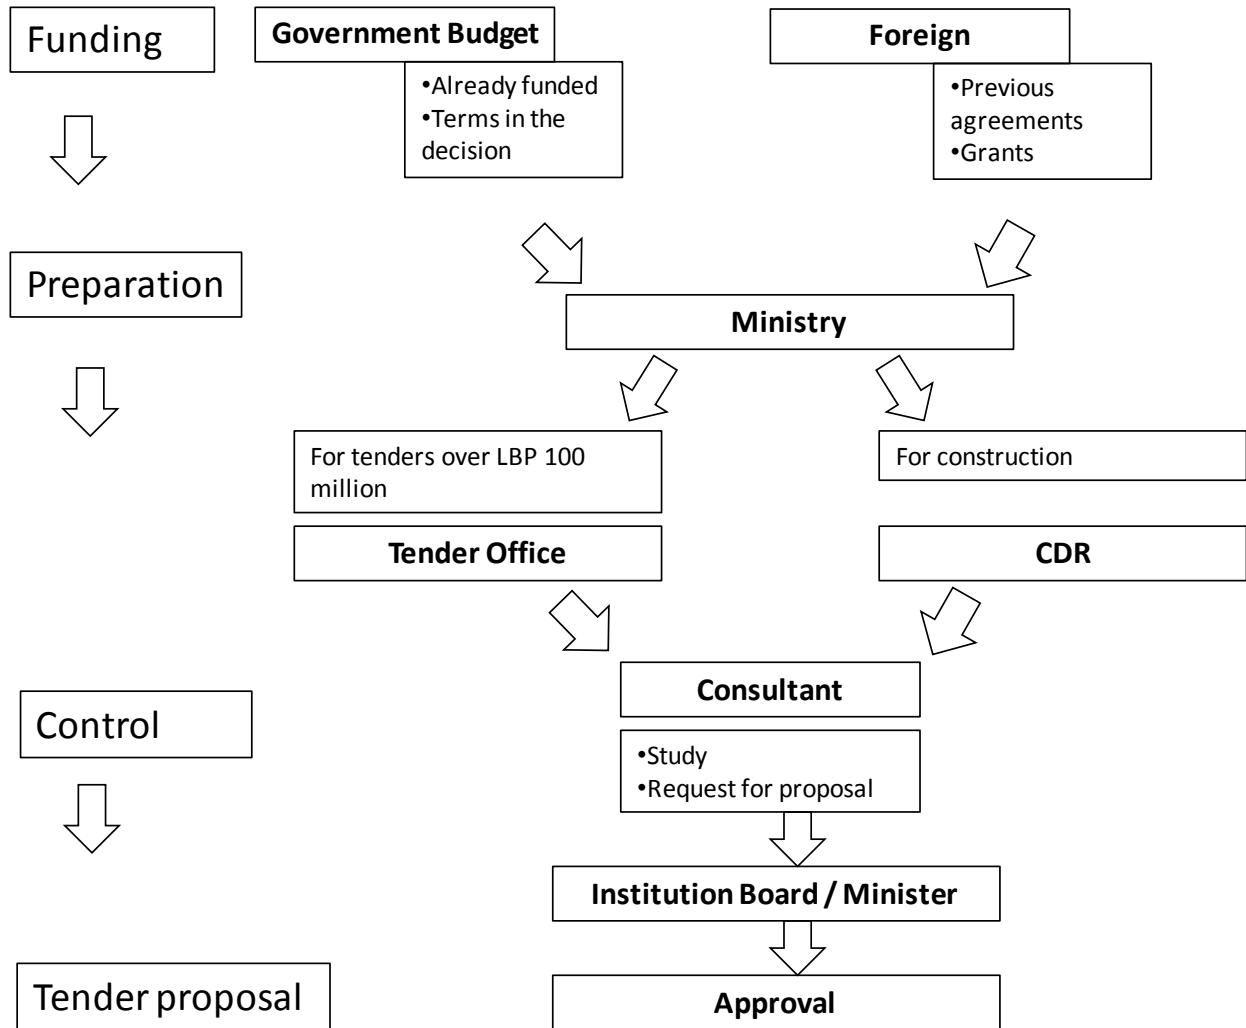 Funding
Government Budget
•Already funded
•Terms in the
decision
Foreign
•Previous
agreements
•Grants
Preparation
Ministry
For tenders over LBP 100
million
Tender Office
For construction
CDR
Control
Consultant
•Study
•Request for proposal
Institution Board / Minister
Tender proposal
Approval